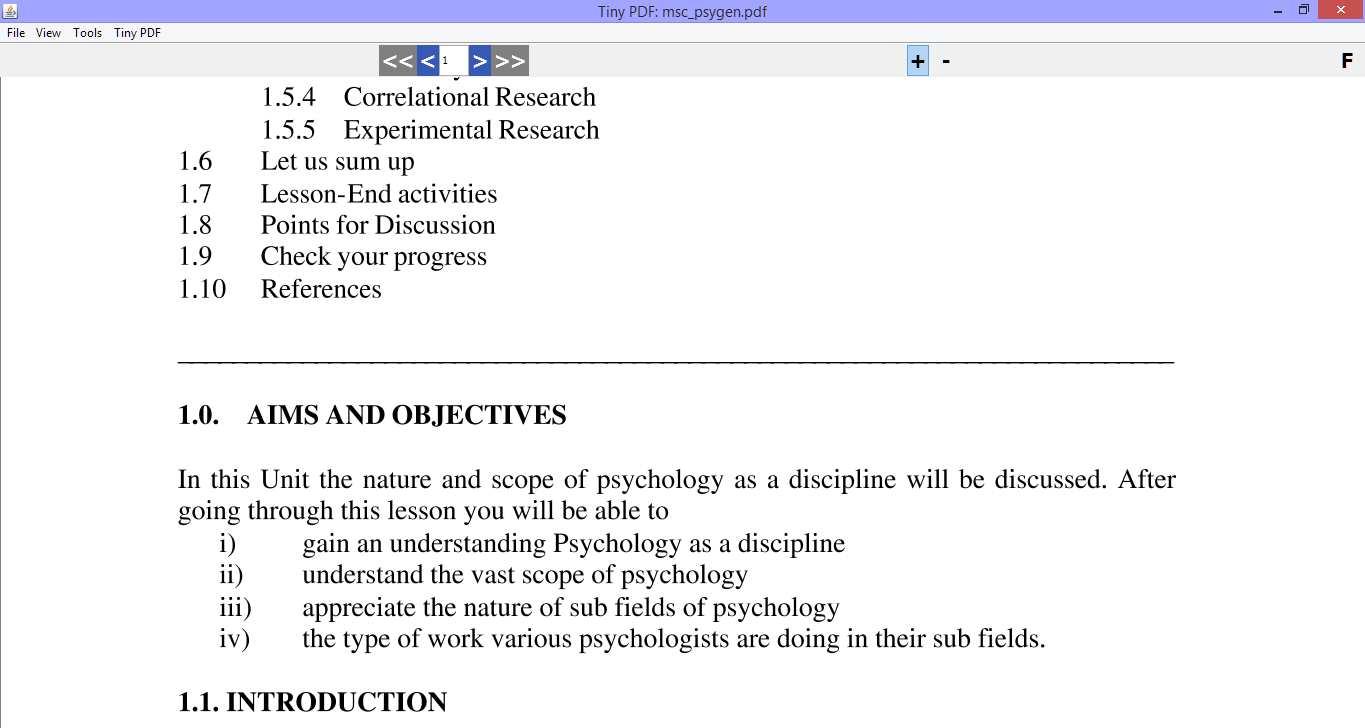 Tiny PDF: msc_psygen.pdf
File View Tools Tiny PDF
<< < 1 > >> + - F
1.5.4 Correlational Research
1.5.5 Experimental Research
1.6 Let us sum up
1.7 Lesson-End activities
1.8 Points for Discussion
1.9 Check your progress
1.10 References
1.0. AIMS AND OBJECTIVES
In this Unit the nature and scope of psychology as a discipline will be discussed. After
going through this lesson you will be able to
i) gain an understanding Psychology as a discipline
ii) understand the vast scope of psychology
iii) appreciate the nature of sub fields of psychology
iv) the type of work various psychologists are doing in their sub fields.
1.1. INTRODUCTION